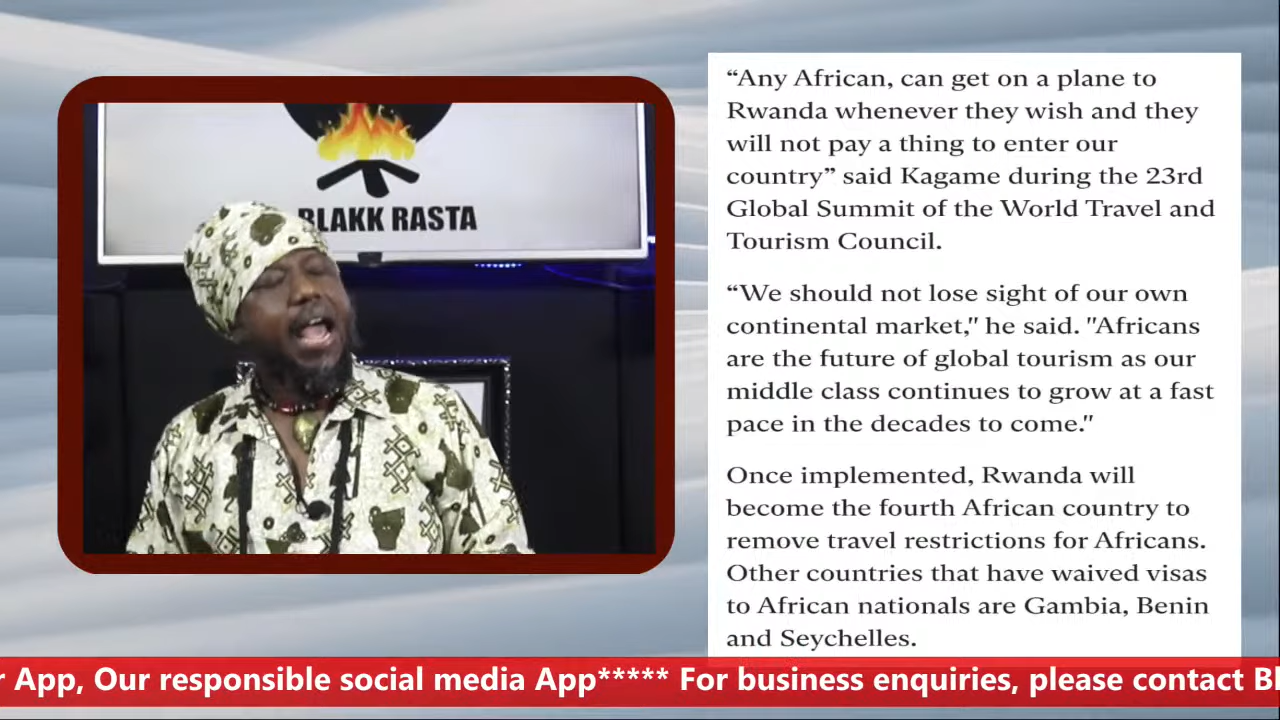 BLAKK RASTA
“Any African, can get on a plane to
Rwanda whenever they wish and they
will not pay a thing to enter our
country” said Kagame during the 23rd
Global Summit of the World Travel and
Tourism Council.
“We should not lose sight of our own
continental market," he said. "Africans
are the future of global tourism as our
middle class continues to grow at a fast
pace in the decades to come."
Once implemented, Rwanda will
become the fourth African country to
remove travel restrictions for Africans.
Other countries that have waived visas
to African nationals are Gambia, Benin
and Seychelles.
App, Our responsible social media App***** For business enquiries, please contact